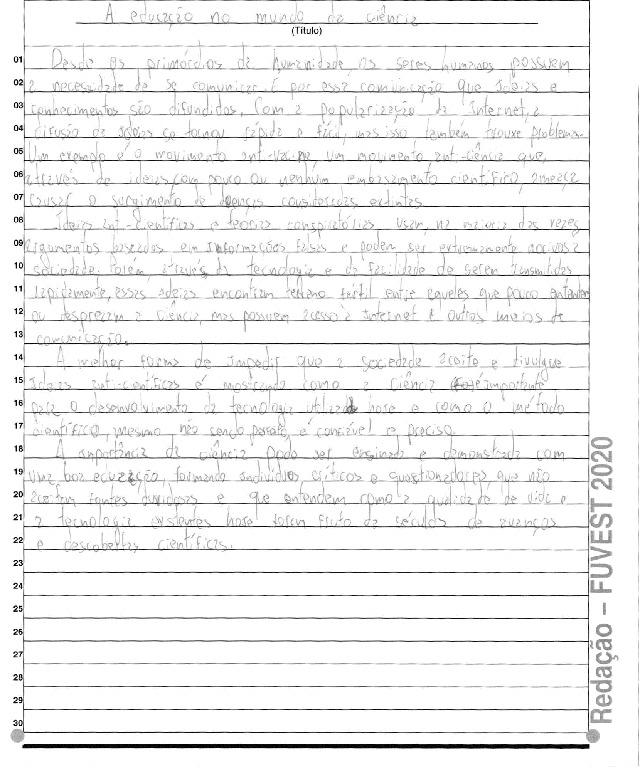 A educação no mundo da ciência
(Título)
01 Desde os primórdios da humanidade os seres humanos possuem
02 a necessidade de se comunicar, é por essa comunicação que ideias e
03 conhecimentos são difundidos. Com a popularização da Internet, a
04 difusão de ideias se tornou rápida e fácil, mas isso também trouxe problemas.
05 Um exemplo é o movimento anti-vacina, um movimento anti-ciência que,
06 através de ideias com pouco ou nenhum embasamento científico, ameaça
07 causar o surgimento de doenças consideradas extintas.
08 Ideias anti-científicas e teorias conspiratórias usam, na maioria das vezes
09 argumentos baseados em informações falsas e podem ser extremamente nocivas a
10 sociedade. Porém, através da tecnologia e da facilidade de serem transmitidas
11 rapidamente, essas ideias encontram terreno fértil entre aqueles que pouco entendem
12 ou desprezam a ciência, mas possuem acesso a Internet e outros meios de
13 comunicação.
14 A melhor forma de impedir que a sociedade aceite e divulgue
15 ideias anti-científicas é mostrando como a ciência é importante
16 para o desenvolvimento da tecnologia utilizada hoje e como o método
17 científico, mesmo não sendo perfeito, é confiável e preciso.
18 A importância da ciência pode ser ensinada e demonstrada com
19 uma boa educação, formando indivíduos críticos e questionadores, que não
20 aceitem fontes duvidosas e que entendem como a qualidade de vida e
21 a tecnologia existentes hoje foram fruto de séculos de avanços
22 e descobertas científicas.
23
24
25
26
27
28
29
30
Redação – FUVEST 2020